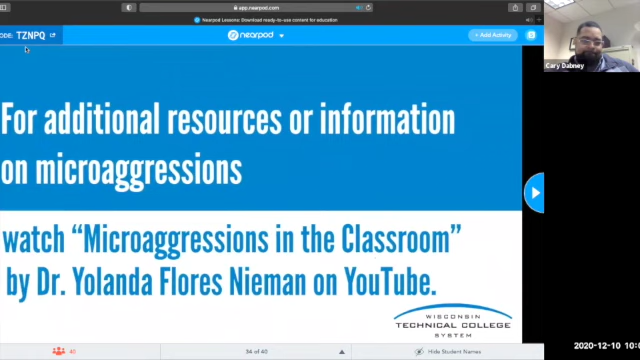 app.nearpod.com
Nearpod Lessons: Download ready-to-use content for education
ODE: TZNPQ
nearpod
+ Add Activity
Cary Dabney
For additional resources or information
on microaggressions
watch “Microaggressions in the Classroom”
by Dr. Yolanda Flores Nieman on YouTube.
WISCONSIN
TECHNICAL COLLEGE
SYSTEM
34 of 40
Hide Student Names
2020-12-10 10:0